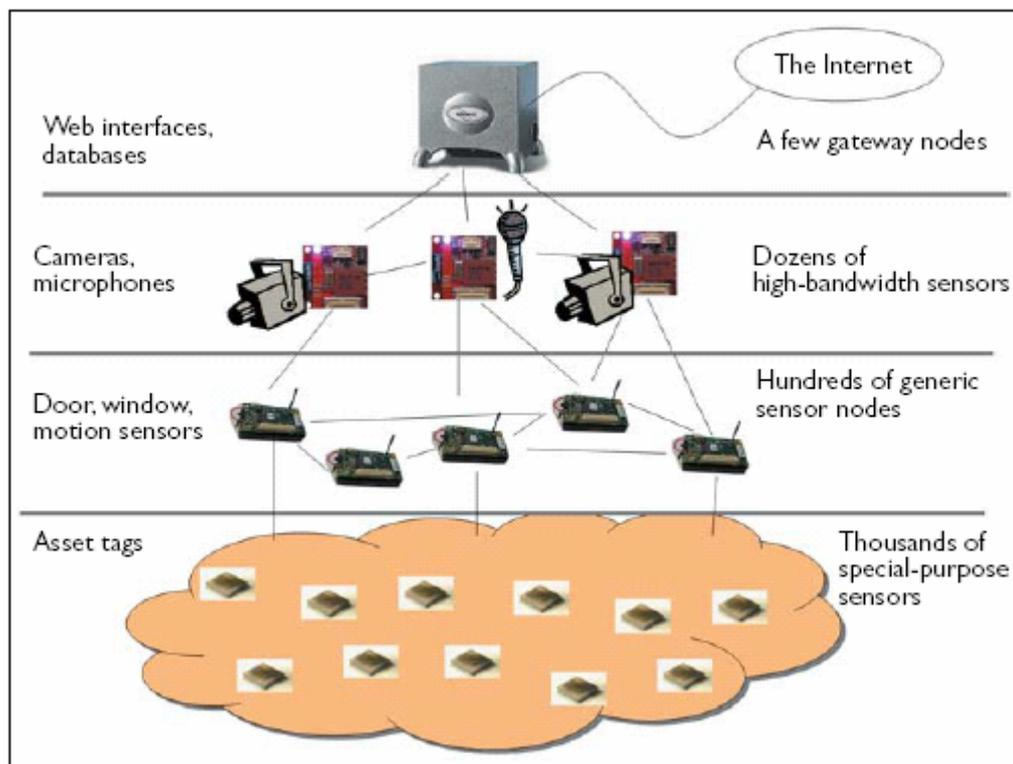 The Internet
Web interfaces,
databases
A few gateway nodes
Cameras,
microphones
Dozens of
high-bandwidth sensors
Door, window,
motion sensors
Hundreds of generic
sensor nodes
Asset tags
Thousands of
special-purpose
sensors